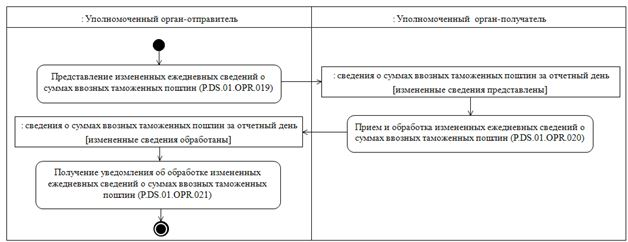 : Уполномоченный орган-отправитель
: Уполномоченный орган-получатель
Представление измененных ежедневных сведений о
суммах ввозных таможенных пошлин (P.DS.01.OPR.019)
: сведения о суммах ввозных таможенных пошлин за отчетный день
[измененные сведения представлены]
Прием и обработка измененных ежедневных сведений о
суммах ввозных таможенных пошлин (P.DS.01.OPR.020)
: сведения о суммах ввозных таможенных пошлин за отчетный день
[измененные сведения обработаны]
Получение уведомления об обработке измененных
ежедневных сведений о суммах ввозных таможенных
пошлин (P.DS.01.OPR.021)